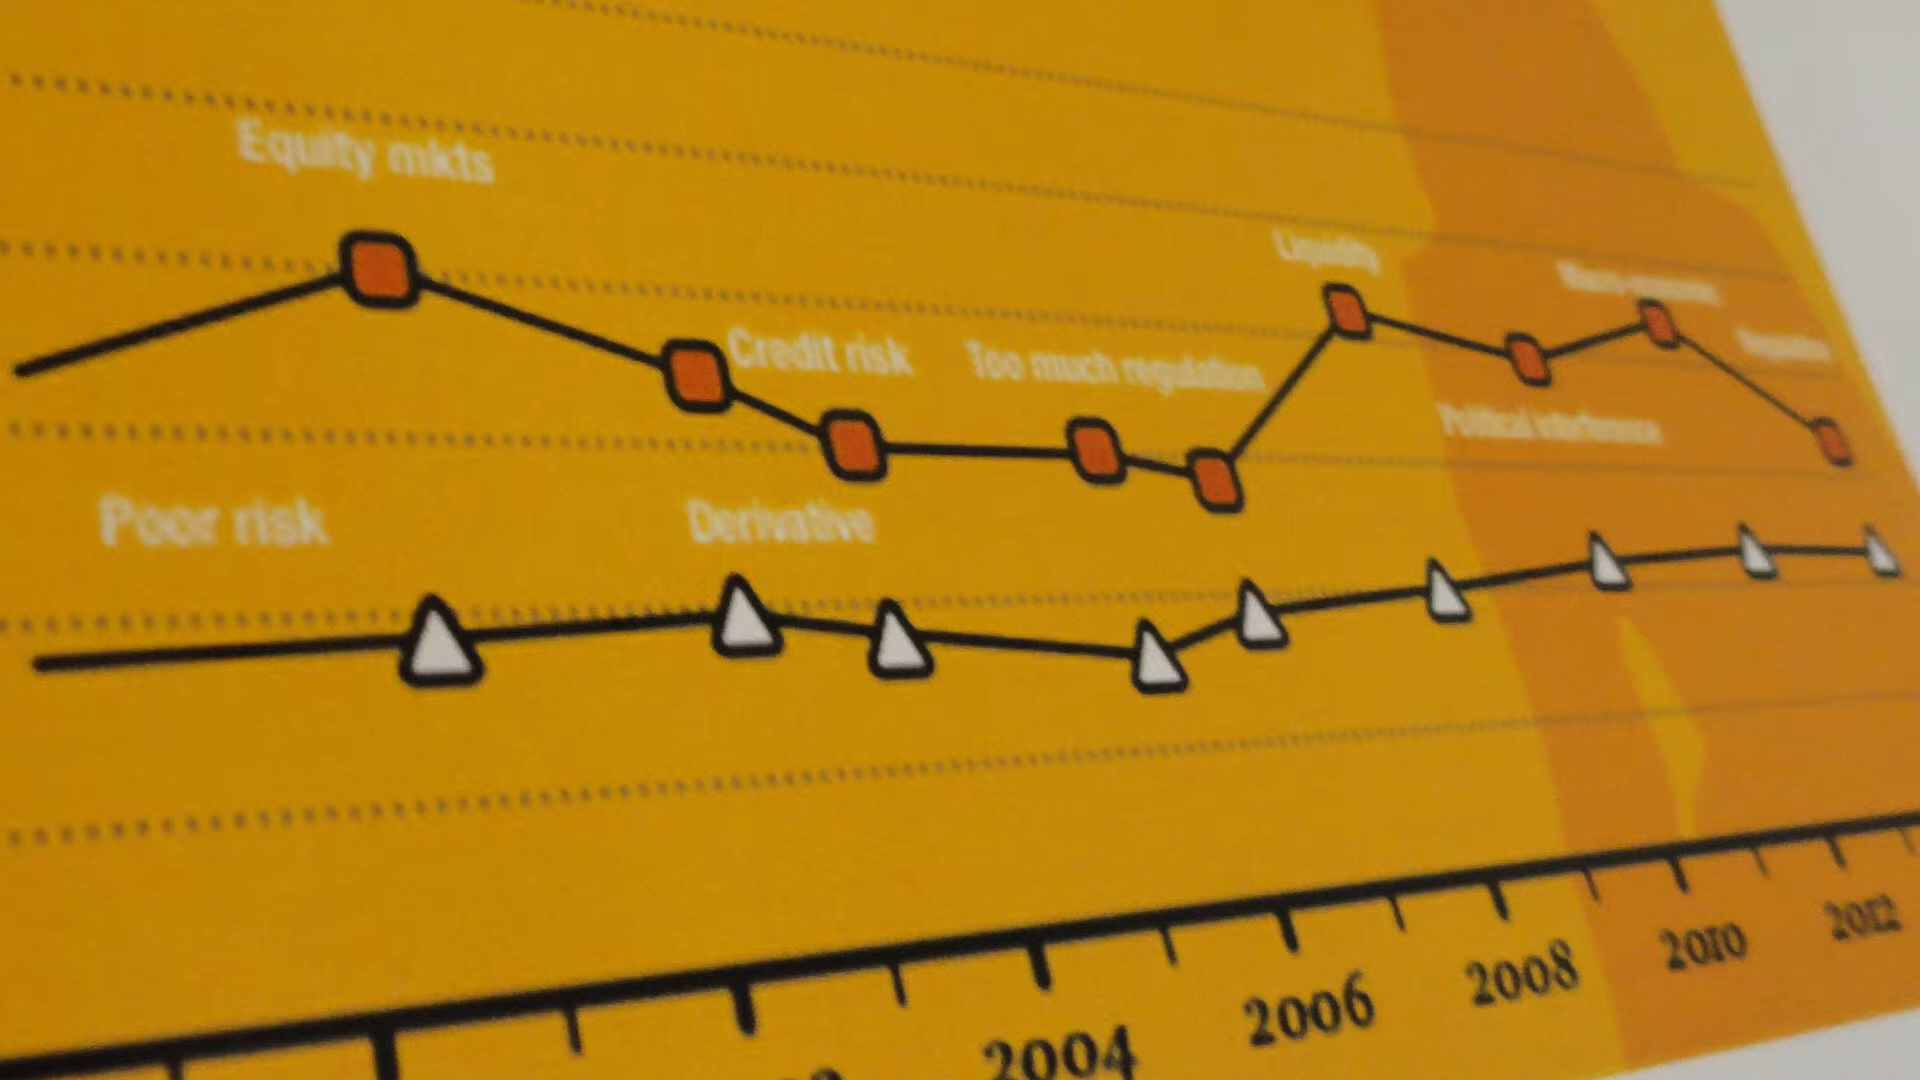 Equity mkts
Liquidity
Credit risk
Too much regulation
Political interference
Poor risk
Derivative
2004
2006
2008
2010
2012